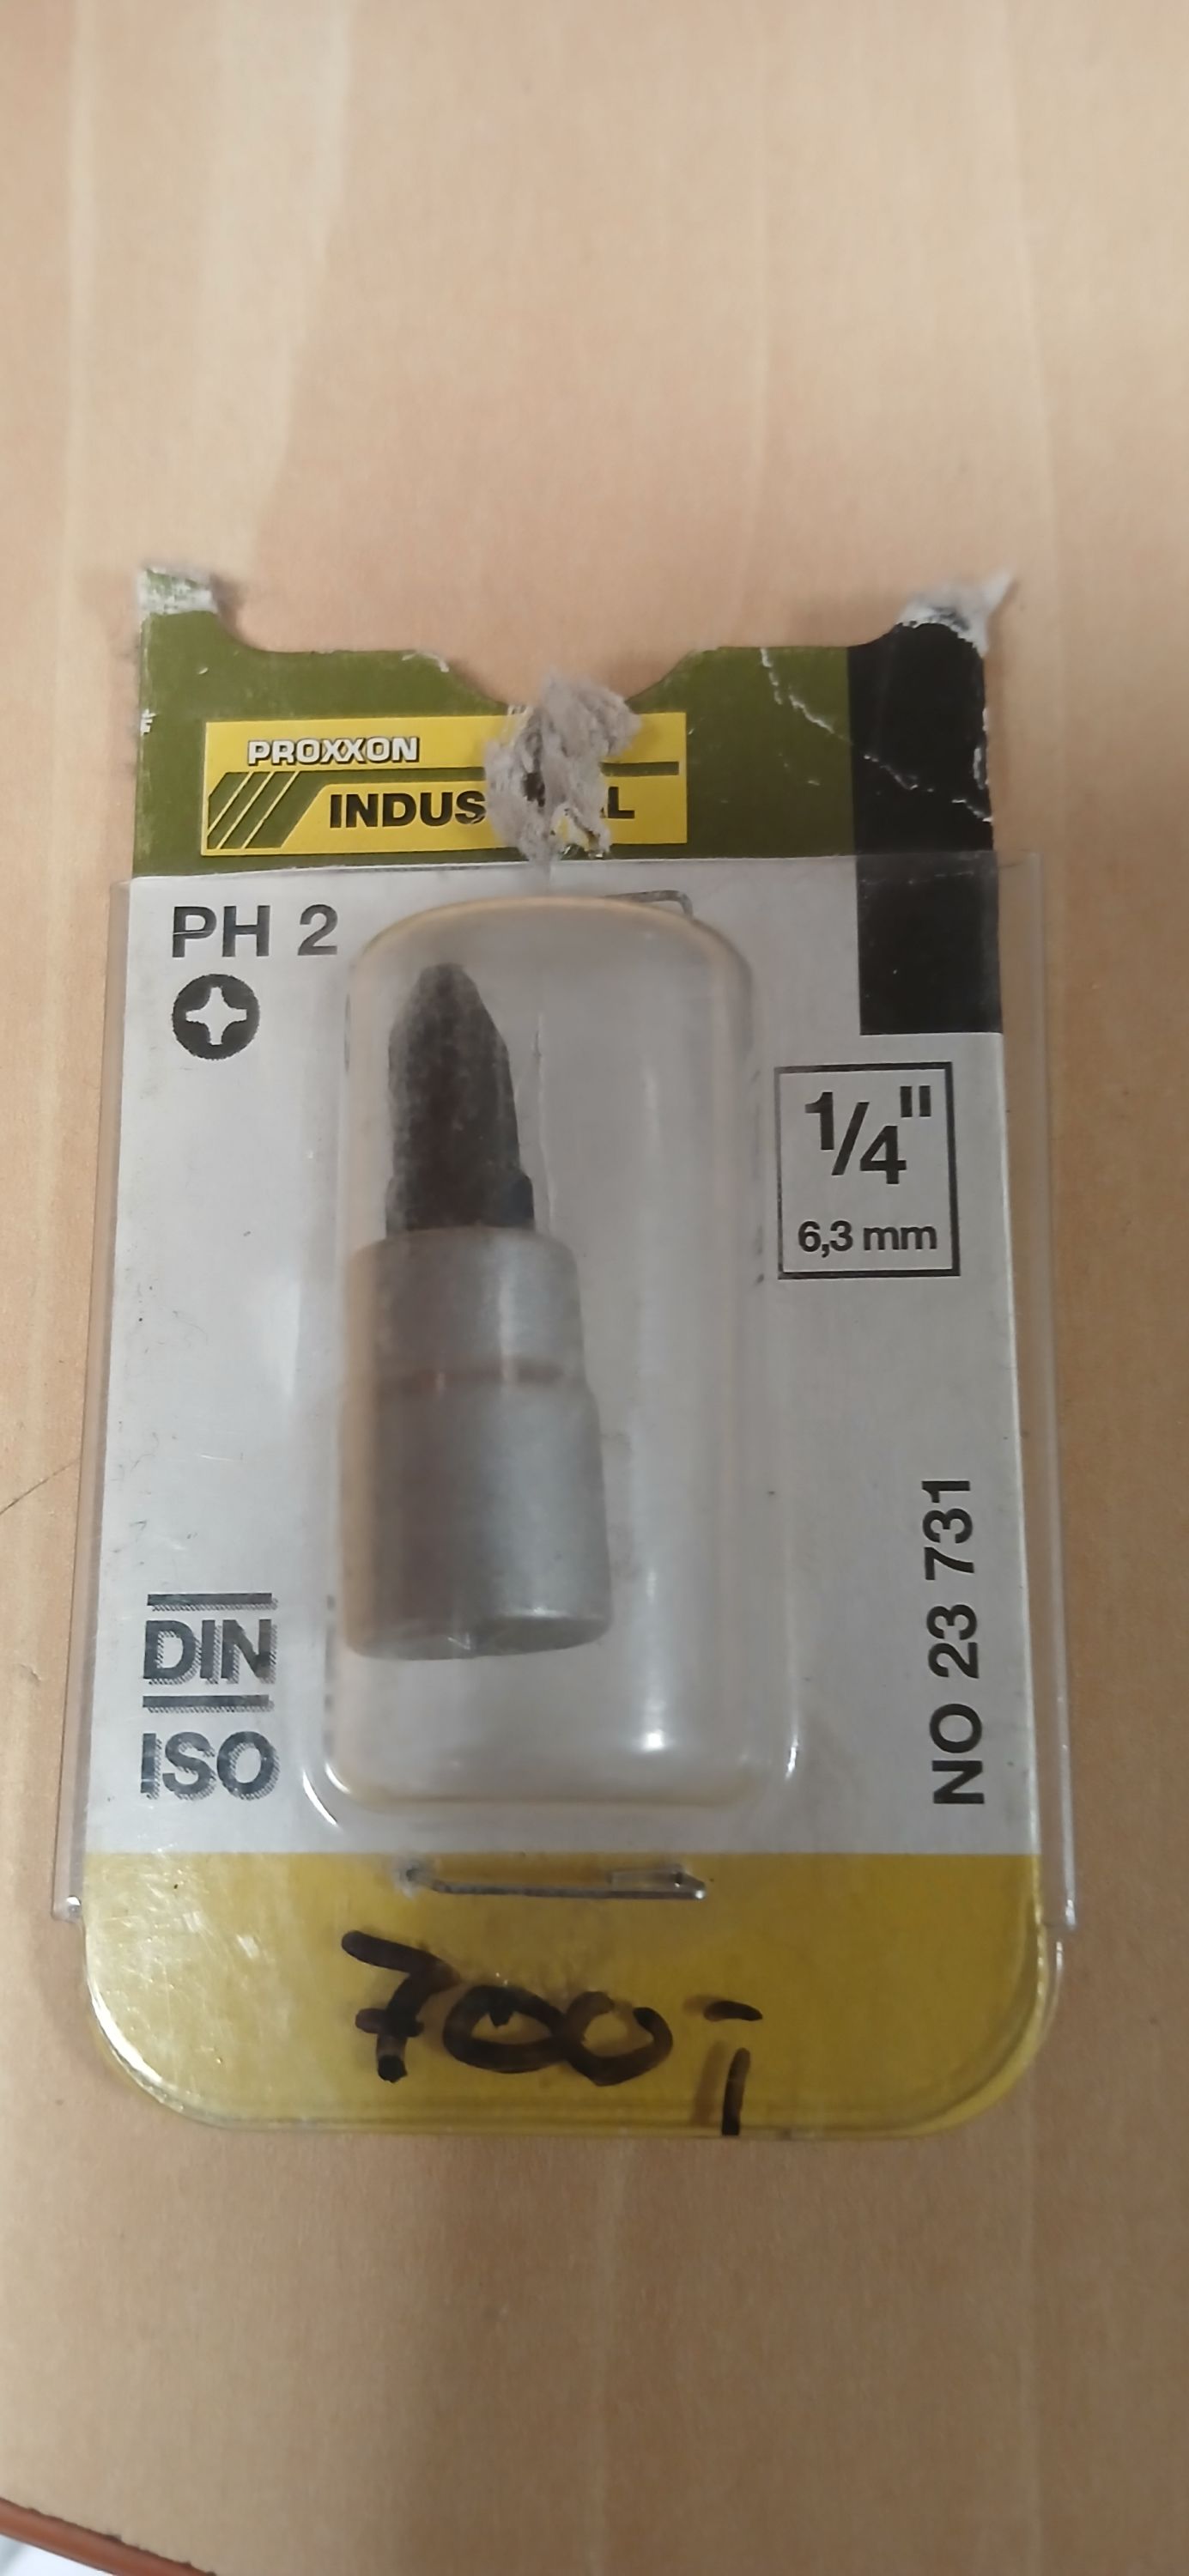 PROXXON
INDUS L
PH 2
1/4"
6,3 mm
NO 23 731
DIN
ISO
700